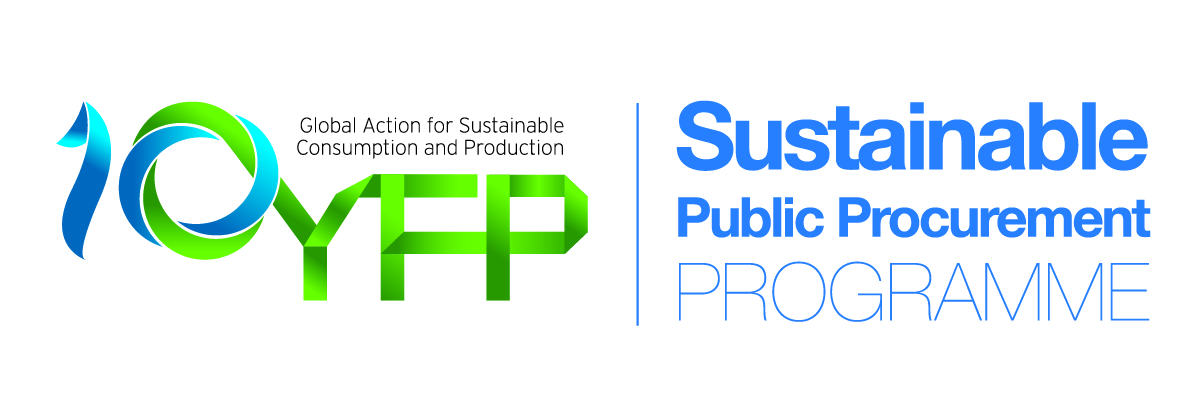 10YFP
Global Action for Sustainable
Consumption and Production
Sustainable
Public Procurement
PROGRAMME